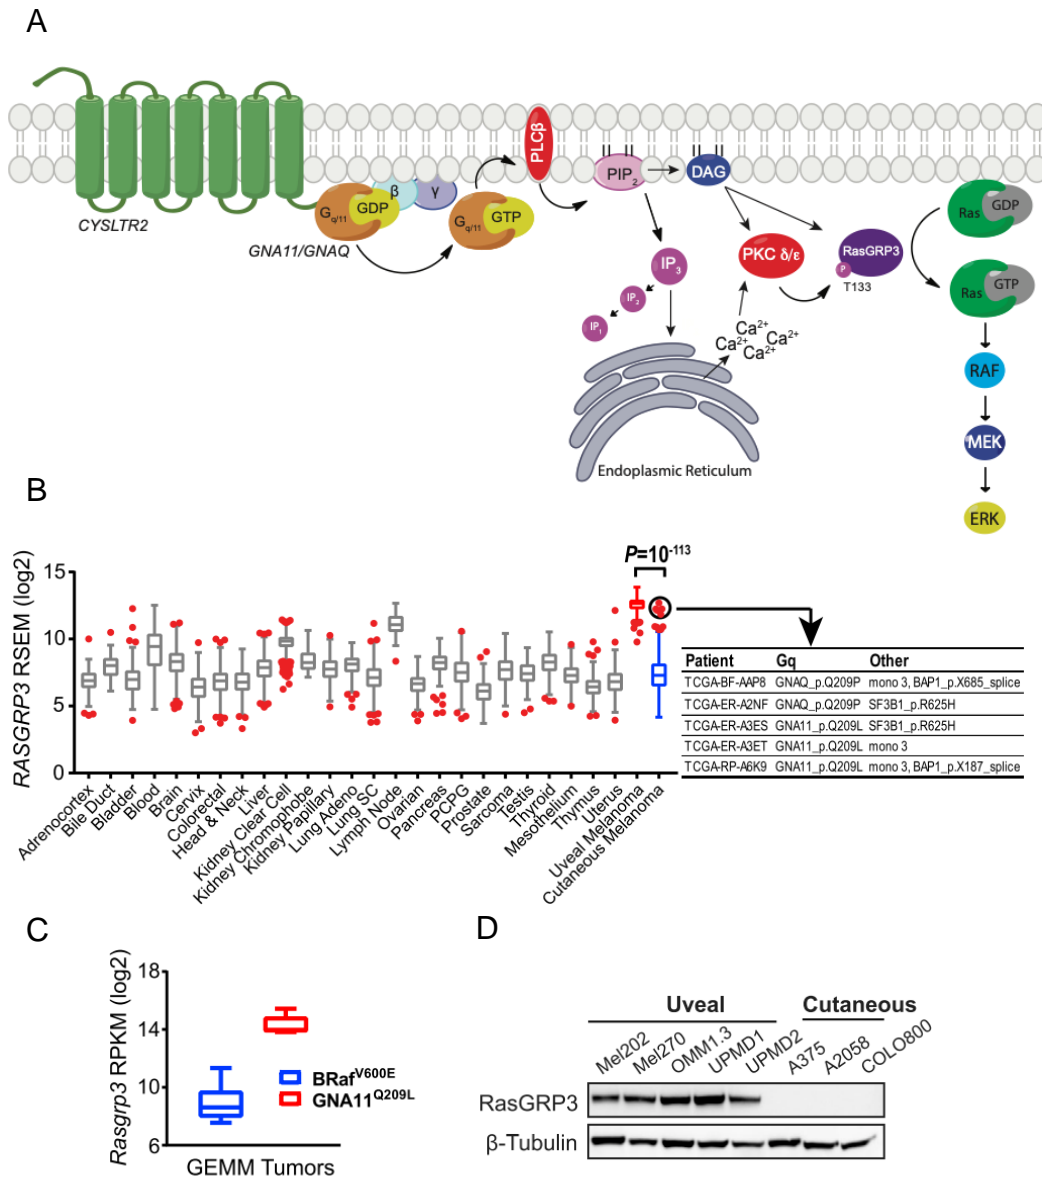 A
CYSLTR2
Gq/11
GDP
β
γ
GNA11/GNAQ
Gq/11
GTP
PLCβ
PIP2
DAG
IP3
IP2
IP1
PKC δ/ε
RasGRP3
P
T133
Ca2+
Ca2+
Ca2+
Ca2+
Endoplasmic Reticulum
Ras
GDP
Ras
GTP
RAF
MEK
ERK
B
RASGRP3 RSEM (log2)
15
10
5
0
P=10-113
Adrenocortex
Bile Duct
Bladder
Blood
Brain
Cervix
Colorectal
Head & Neck
Liver
Kidney Clear Cell
Kidney Chromophobe
Kidney Papillary
Lung Adeno
Lung SC
Lymph Node
Ovarian
Pancreas
PCPG
Prostate
Sarcoma
Testis
Thyroid
Mesothelium
Thymus
Uterus
Uveal Melanoma
Cutaneous Melanoma
Patient Gq Other
TCGA-BF-AAP8 GNAQ_p.Q209P mono 3, BAP1_p.X685_splice
TCGA-ER-A2NF GNAQ_p.Q209P SF3B1_p.R625H
TCGA-ER-A3ES GNA11_p.Q209L SF3B1_p.R625H
TCGA-ER-A3ET GNA11_p.Q209L mono 3
TCGA-RP-A6K9 GNA11_p.Q209L mono 3, BAP1_p.X187_splice
C
Rasgrp3 RPKM (log2)
18
14
10
6
BRafV600E
GNA11Q209L
GEMM Tumors
D
Uveal Cutaneous
Mel202
Mel270
OMM1.3
UPMD1
UPMD2
A375
A2058
COLO800
RasGRP3
β-Tubulin